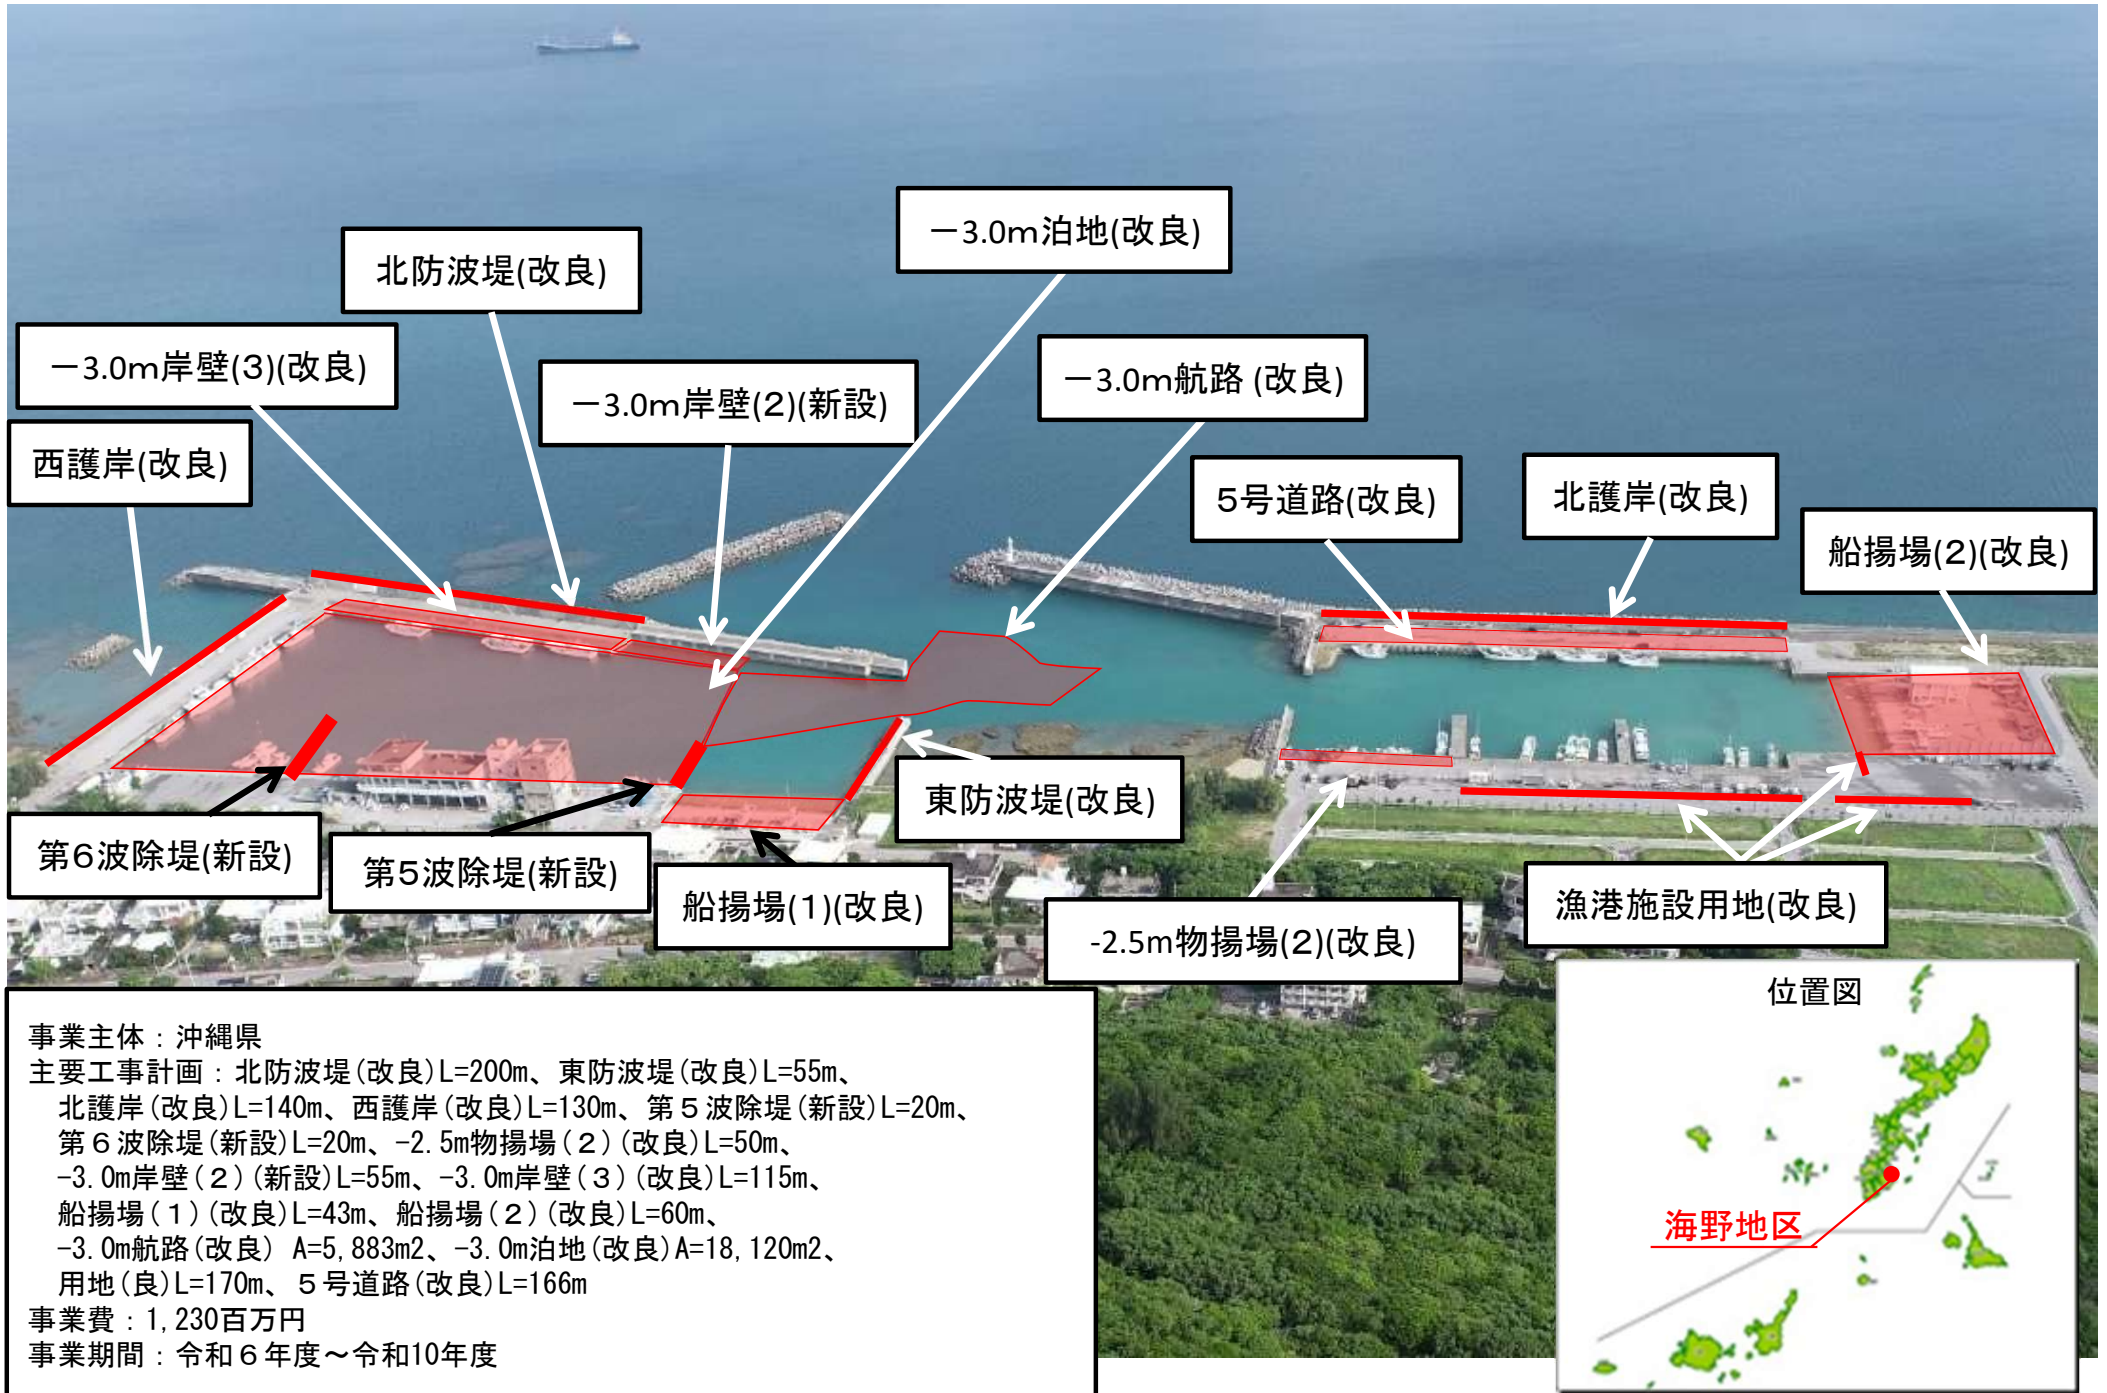 －3.0m泊地(改良)
北防波堤(改良)
－3.0m岸壁(3)(改良)
－3.0m岸壁(2)(新設)
－3.0m航路(改良)
西護岸(改良)
5号道路(改良)
北護岸(改良)
船揚場(2)(改良)
東防波堤(改良)
第6波除堤(新設)
第5波除堤(新設)
船揚場(1)(改良)
-2.5m物揚場(2)(改良)
漁港施設用地(改良)
事業主体：沖縄県
主要工事計画：北防波堤(改良)L=200m、東防波堤(改良)L=55m、
北護岸(改良)L=140m、西護岸(改良)L=130m、第５波除堤(新設)L=20m、
第６波除堤(新設)L=20m、-2.5m物揚場(２)(改良)L=50m、
-3.0m岸壁(２)(新設)L=55m、-3.0m岸壁(３)(改良)L=115m、
船揚場(１)(改良)L=43m、船揚場(２)(改良)L=60m、
-3.0m航路(改良) A=5,883m2、-3.0m泊地(改良)A=18,120m2、
用地(良)L=170m、５号道路(改良)L=166m
事業費：1,230百万円
事業期間：令和６年度～令和10年度
位置図
海野地区